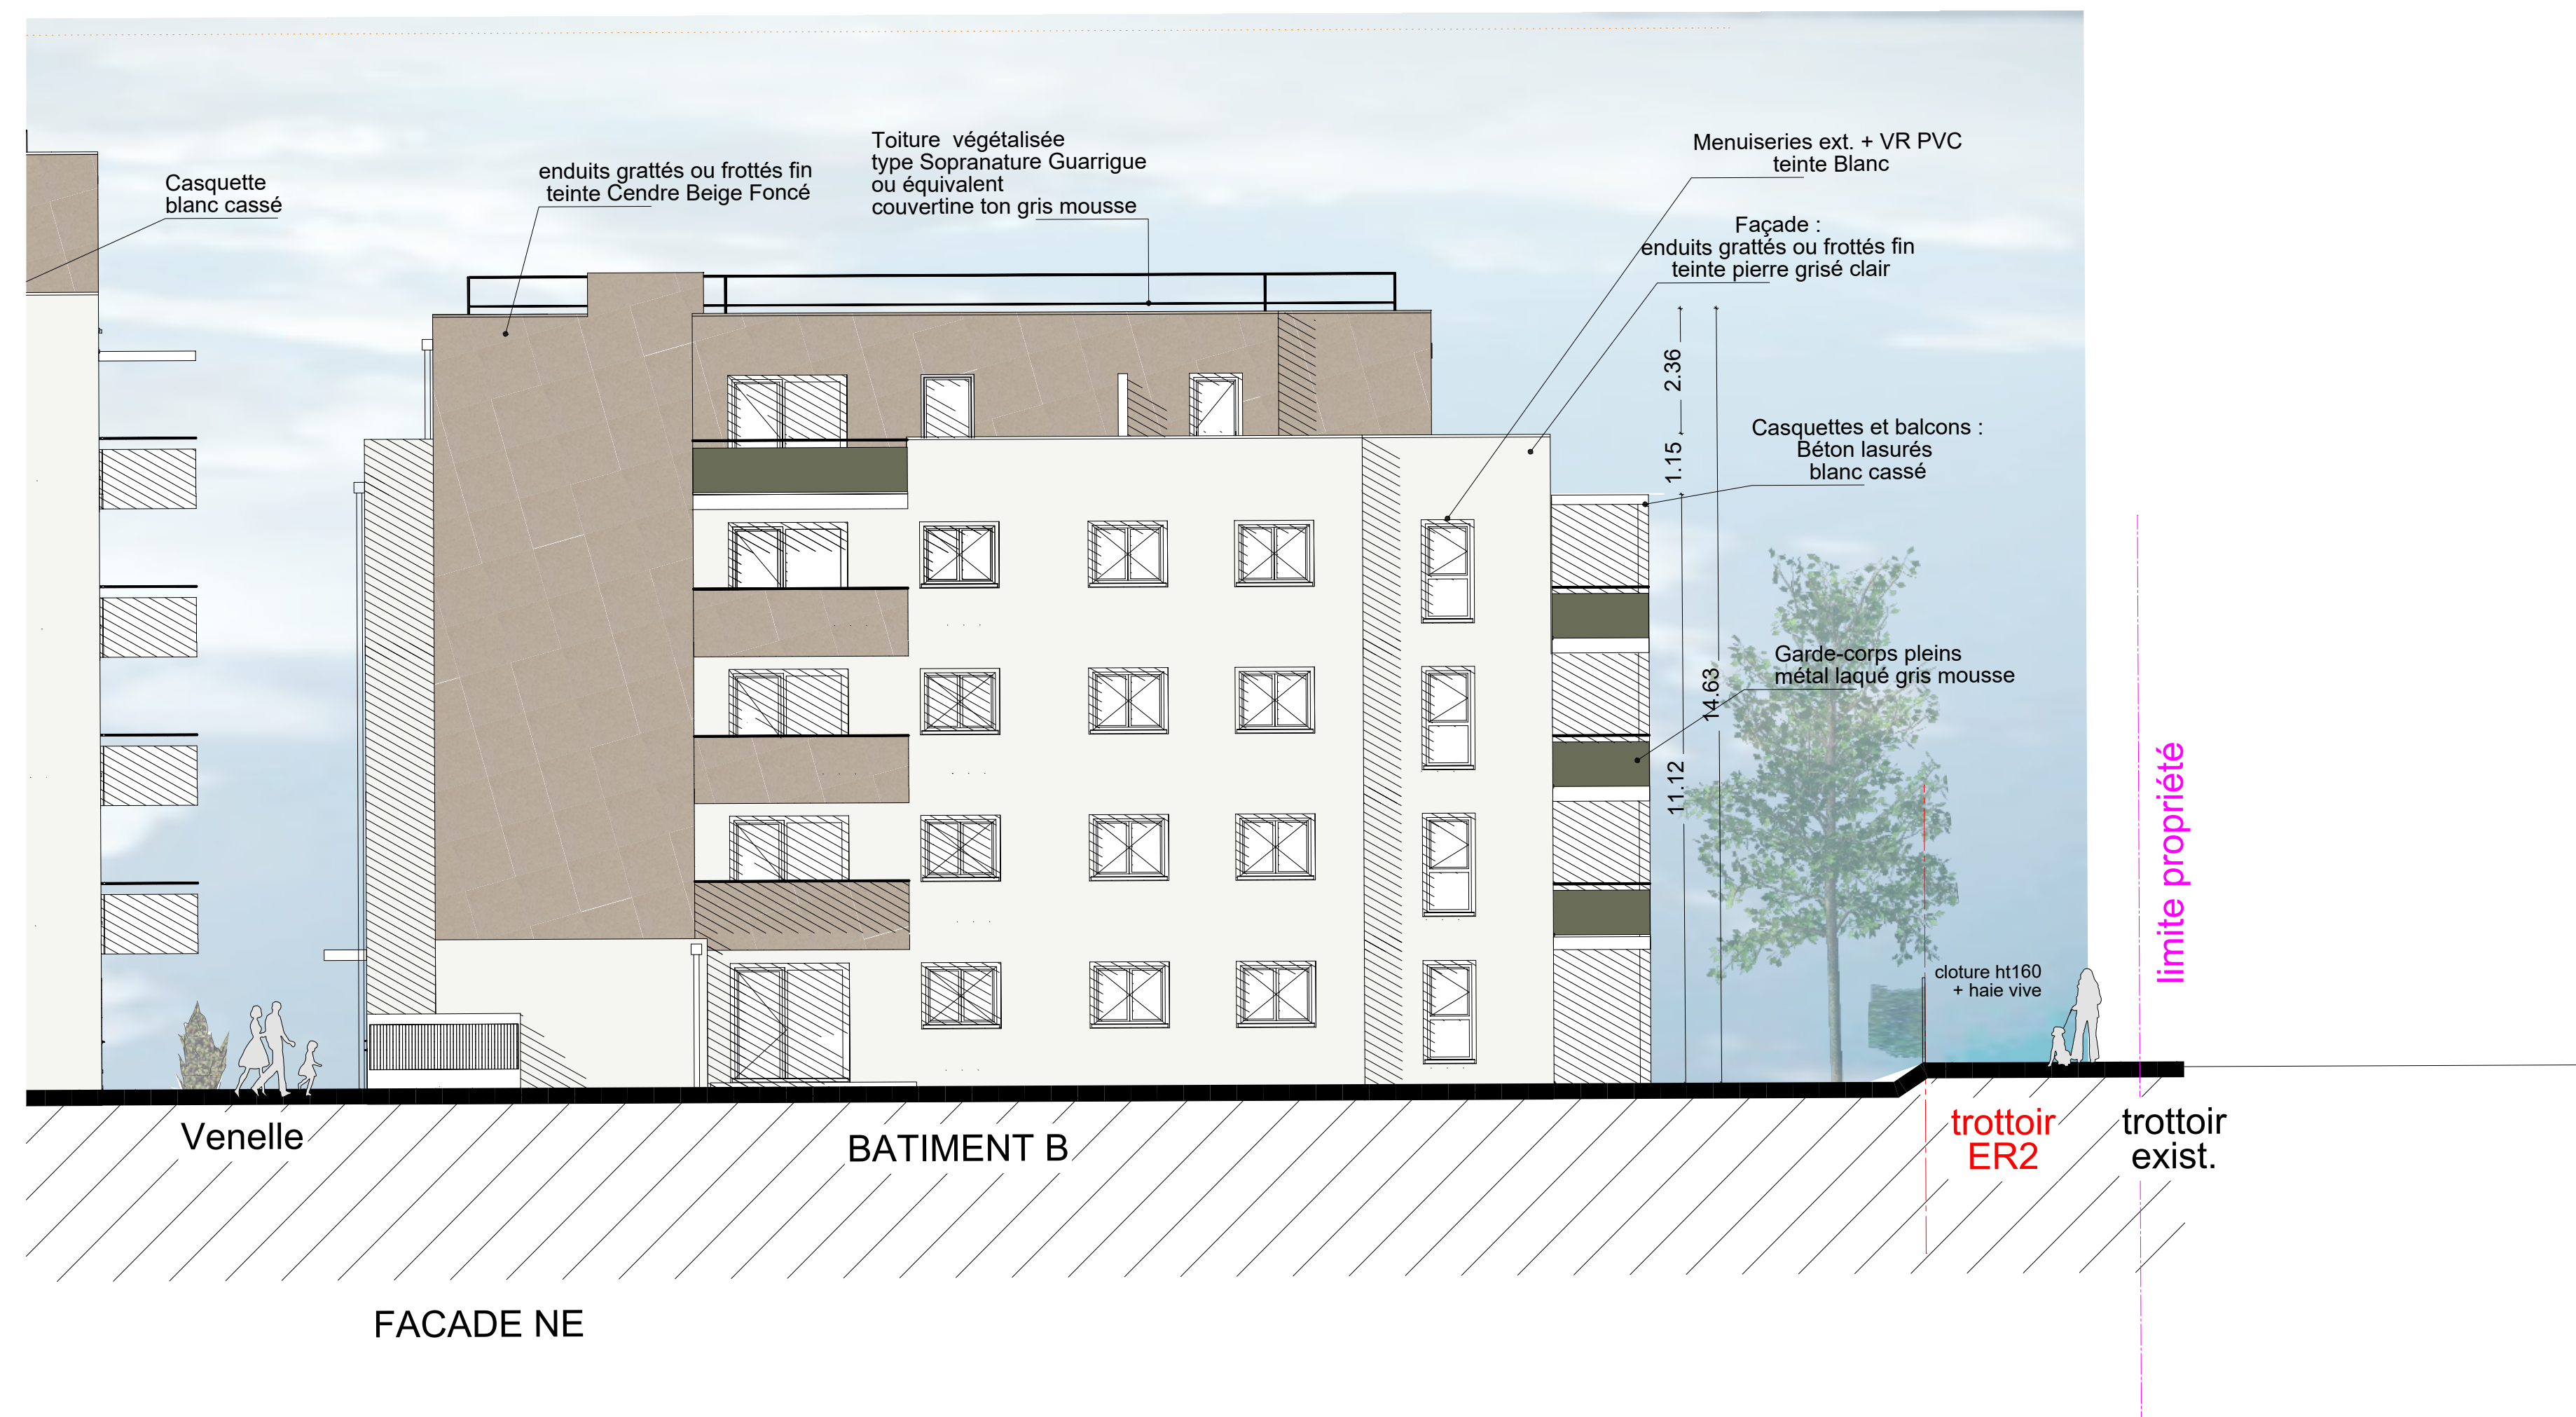 Casquette
blanc cassé
enduits grattés ou frottés fin
teinte Cendre Beige Foncé
Toiture végétalisée
type Sopranature Guarrigue
ou équivalent
couvertine ton gris mousse
Menuiseries ext. + VR PVC
teinte Blanc
Façade :
enduits grattés ou frottés fin
teinte pierre grisé clair
2.36
1.15
Casquettes et balcons :
Béton lasurés
blanc cassé
Garde-corps pleins
métal laqué gris mousse
14.63
11.12
limite propriété
cloture ht160
+ haie vive
Venelle
BATIMENT B
trottoir
ER2
trottoir
exist.
FACADE NE